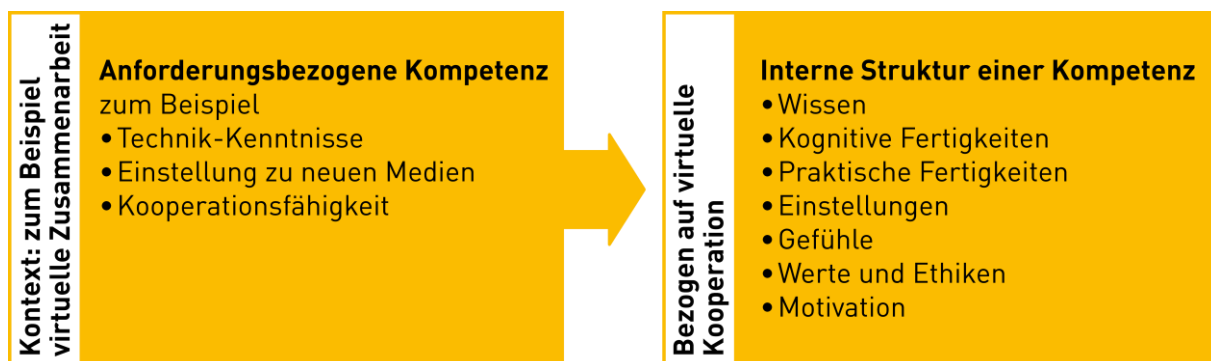 Kontext: zum Beispiel
virtuelle Zusammenarbeit
Anforderungsbezogene Kompetenz
zum Beispiel
• Technik-Kenntnisse
• Einstellung zu neuen Medien
• Kooperationsfähigkeit
Bezogen auf virtuelle
Kooperation
Interne Struktur einer Kompetenz
• Wissen
• Kognitive Fertigkeiten
• Praktische Fertigkeiten
• Einstellungen
• Gefühle
• Werte und Ethiken
• Motivation